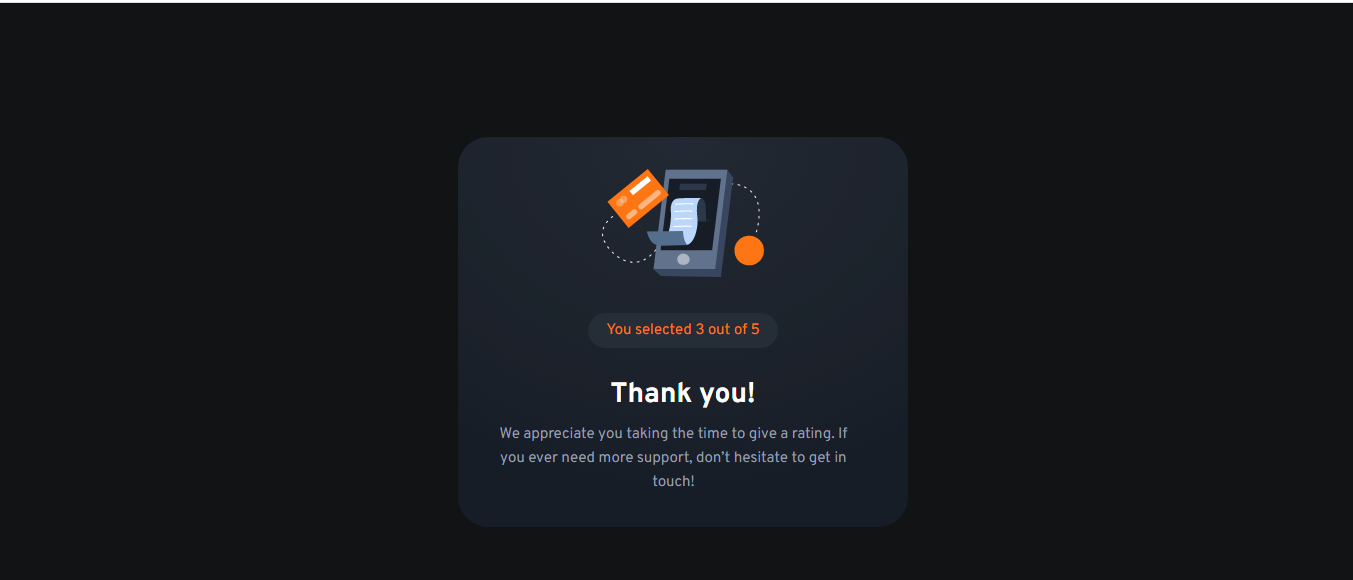 You selected 3 out of 5
Thank you!
We appreciate you taking the time to give a rating. If
you ever need more support, don’t hesitate to get in
touch!